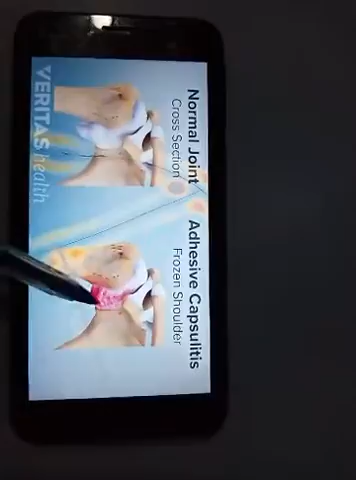 Normal Joint
Cross Section
Adhesive Capsulitis
Frozen Shoulder
VERITAS health